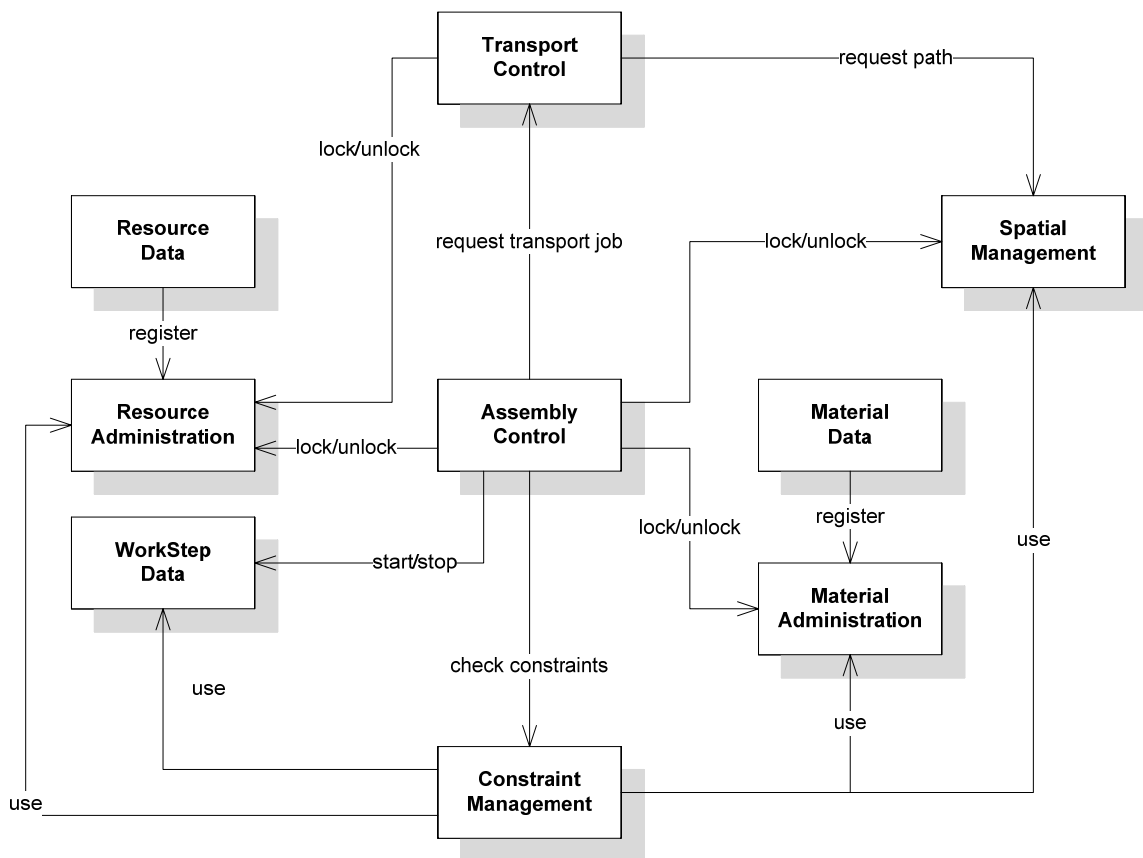 Transport
Control
request path
lock/unlock
Resource
Data
request transport job
lock/unlock
Spatial
Management
register
Resource
Administration
lock/unlock
Assembly
Control
Material
Data
lock/unlock
register
use
WorkStep
Data
start/stop
Material
Administration
check constraints
use
use
Constraint
Management
use